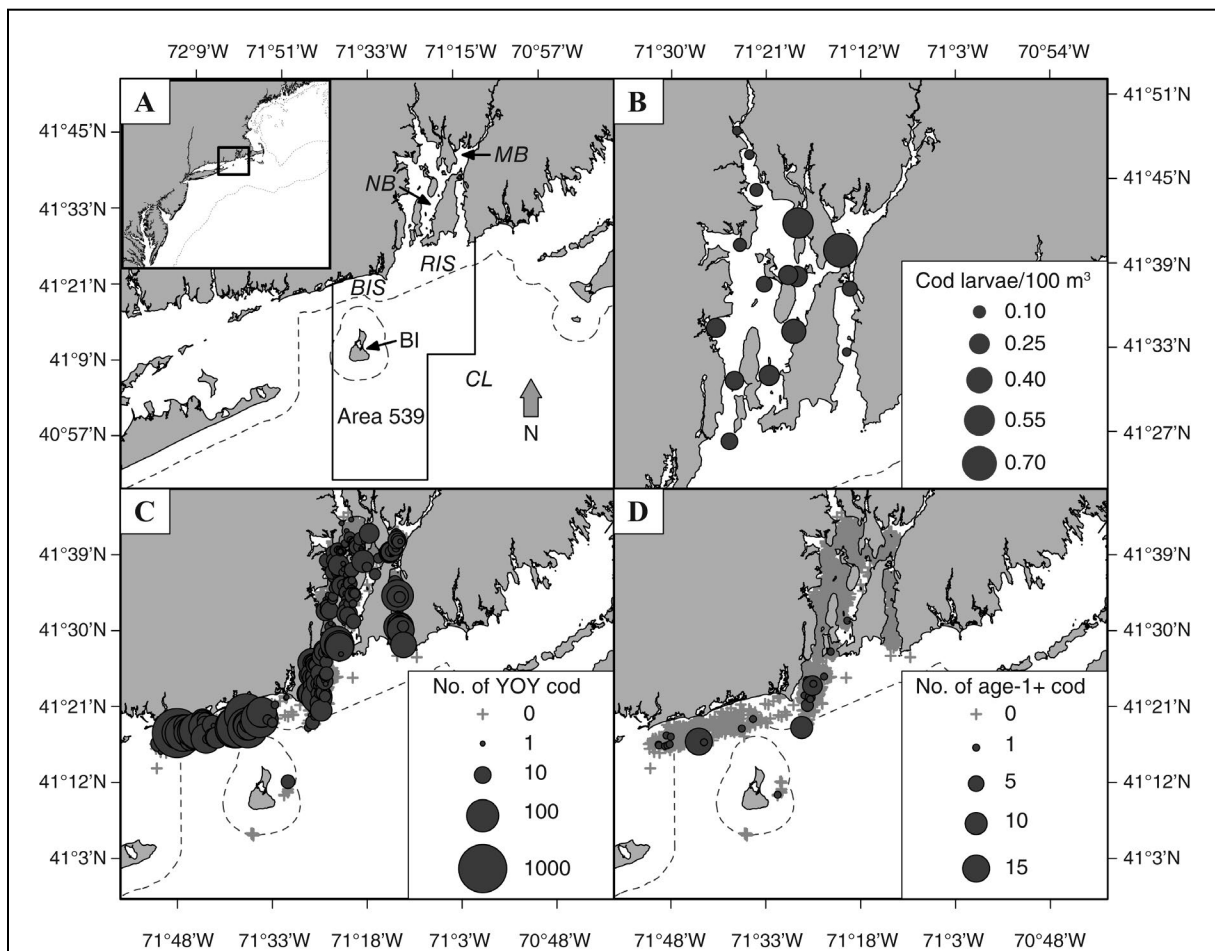 72°9’W 71°51’W 71°33’W 71°15’W 70°57’W
71°30’W 71°21’W 71°12’W 71°3’W 70°54’W
A
41°45’N
41°33’N
41°21’N
41°9’N
40°57’N
MB
NB
RIS
BIS
BI
CL
Area 539
N
B
41°51’N
41°45’N
41°39’N
41°33’N
41°27’N
Cod larvae/100 m³
0.10
0.25
0.40
0.55
0.70
C
41°39’N
41°30’N
41°21’N
41°12’N
41°3’N
No. of YOY cod
0
1
10
100
1000
D
No. of age-1+ cod
0
1
5
10
15
41°39’N
41°30’N
41°21’N
41°12’N
41°3’N
71°48’W 71°33’W 71°18’W 71°3’W 70°48’W
71°48’W 71°33’W 71°18’W 71°3’W 70°48’W